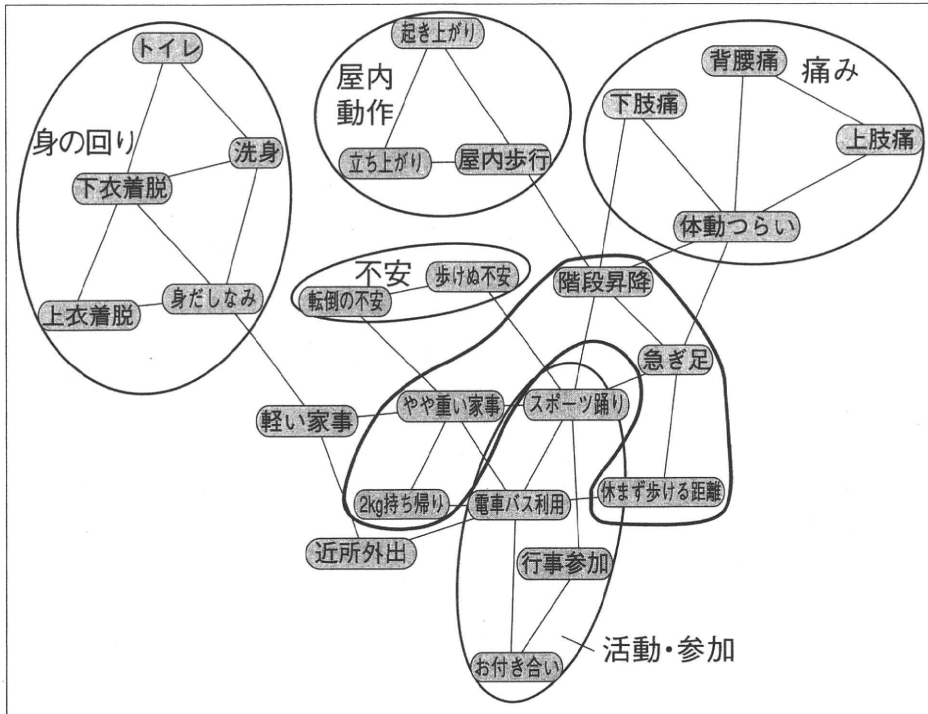 トイレ
身の回り
洗身
下衣着脱
上衣着脱
身だしなみ
起き上がり
屋内
動作
立ち上がり
屋内歩行
背腰痛
痛み
下肢痛
上肢痛
体動つらい
不安
歩けぬ不安
転倒の不安
階段昇降
急ぎ足
軽い家事
やや重い家事
スポーツ踊り
2kg持ち帰り
電車バス利用
休まず歩ける距離
近所外出
行事参加
活動・参加
お付き合い